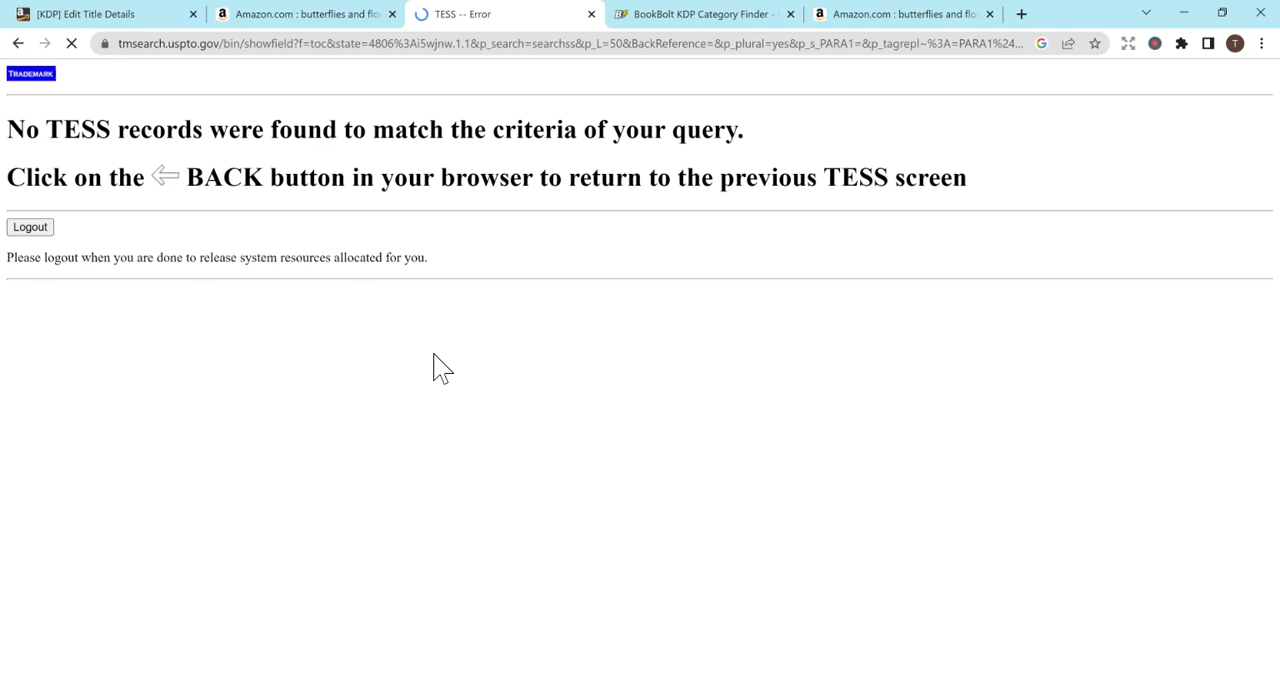 [KDP] Edit Title Details
Amazon.com : butterflies and flo
TESS -- Error
BookBolt KDP Category Finder -
Amazon.com : butterflies and flo
tmsearch.uspto.gov/bin/showfield?f=toc&state=4806%3Ai5wjnw.1.1&p_search=searchss&p_L=50&BackReference=&p_plural=yes&p_s_PARA1=&p_tagrepl~%3A=PARA1%24...
T
TRADEMARK
No TESS records were found to match the criteria of your query.
Click on the BACK button in your browser to return to the previous TESS screen
Logout
Please logout when you are done to release system resources allocated for you.